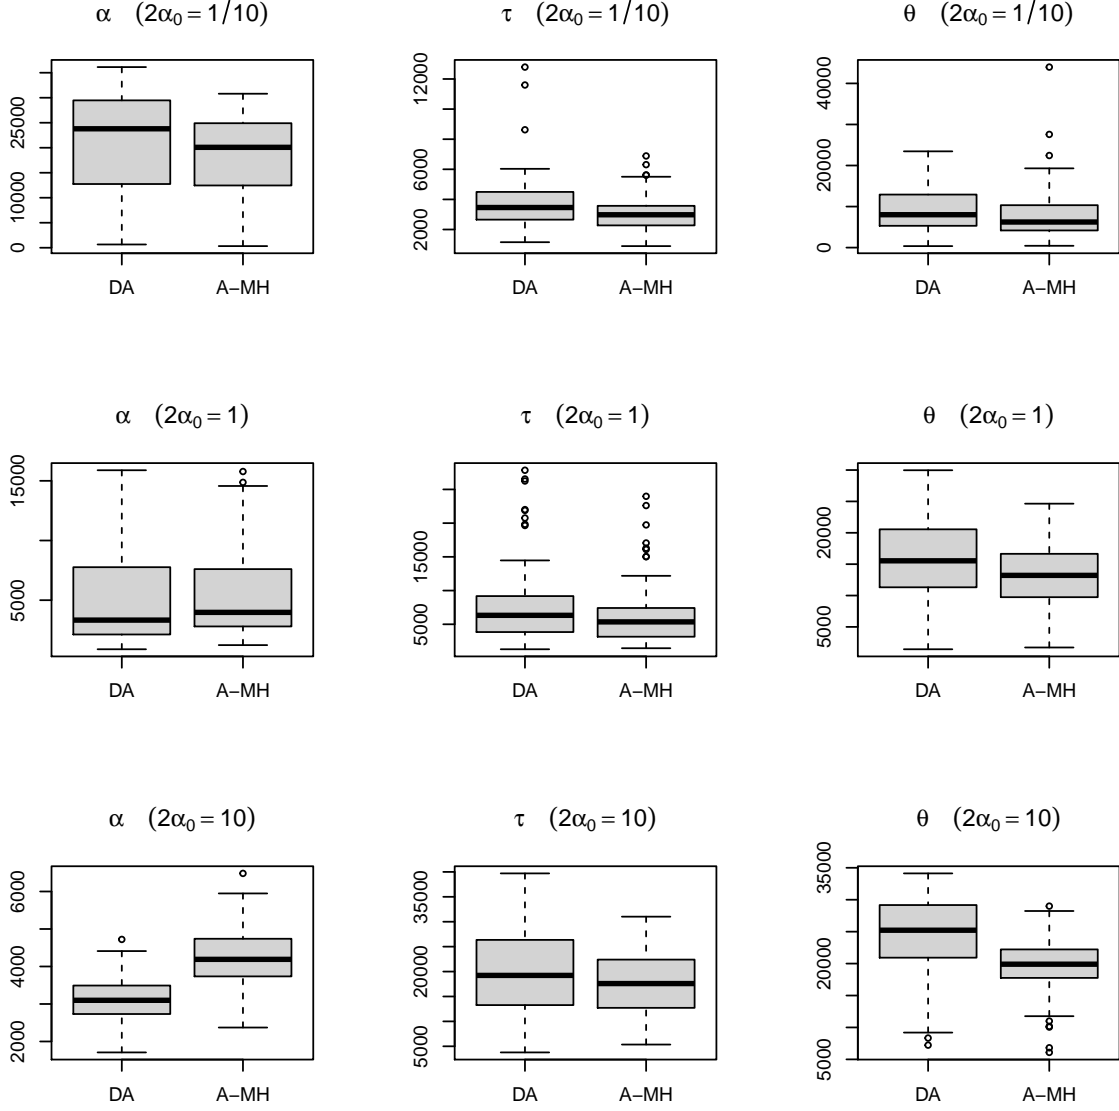 α (2α₀ = 1/10)
τ (2α₀ = 1/10)
θ (2α₀ = 1/10)
0 10000 25000
2000 6000 12000
0 20000 40000
DA A−MH
DA A−MH
DA A−MH
α (2α₀ = 1)
τ (2α₀ = 1)
θ (2α₀ = 1)
5000 15000
5000 15000
5000 20000
DA A−MH
DA A−MH
DA A−MH
α (2α₀ = 10)
τ (2α₀ = 10)
θ (2α₀ = 10)
2000 4000 6000
5000 20000 35000
5000 20000 35000
DA A−MH
DA A−MH
DA A−MH